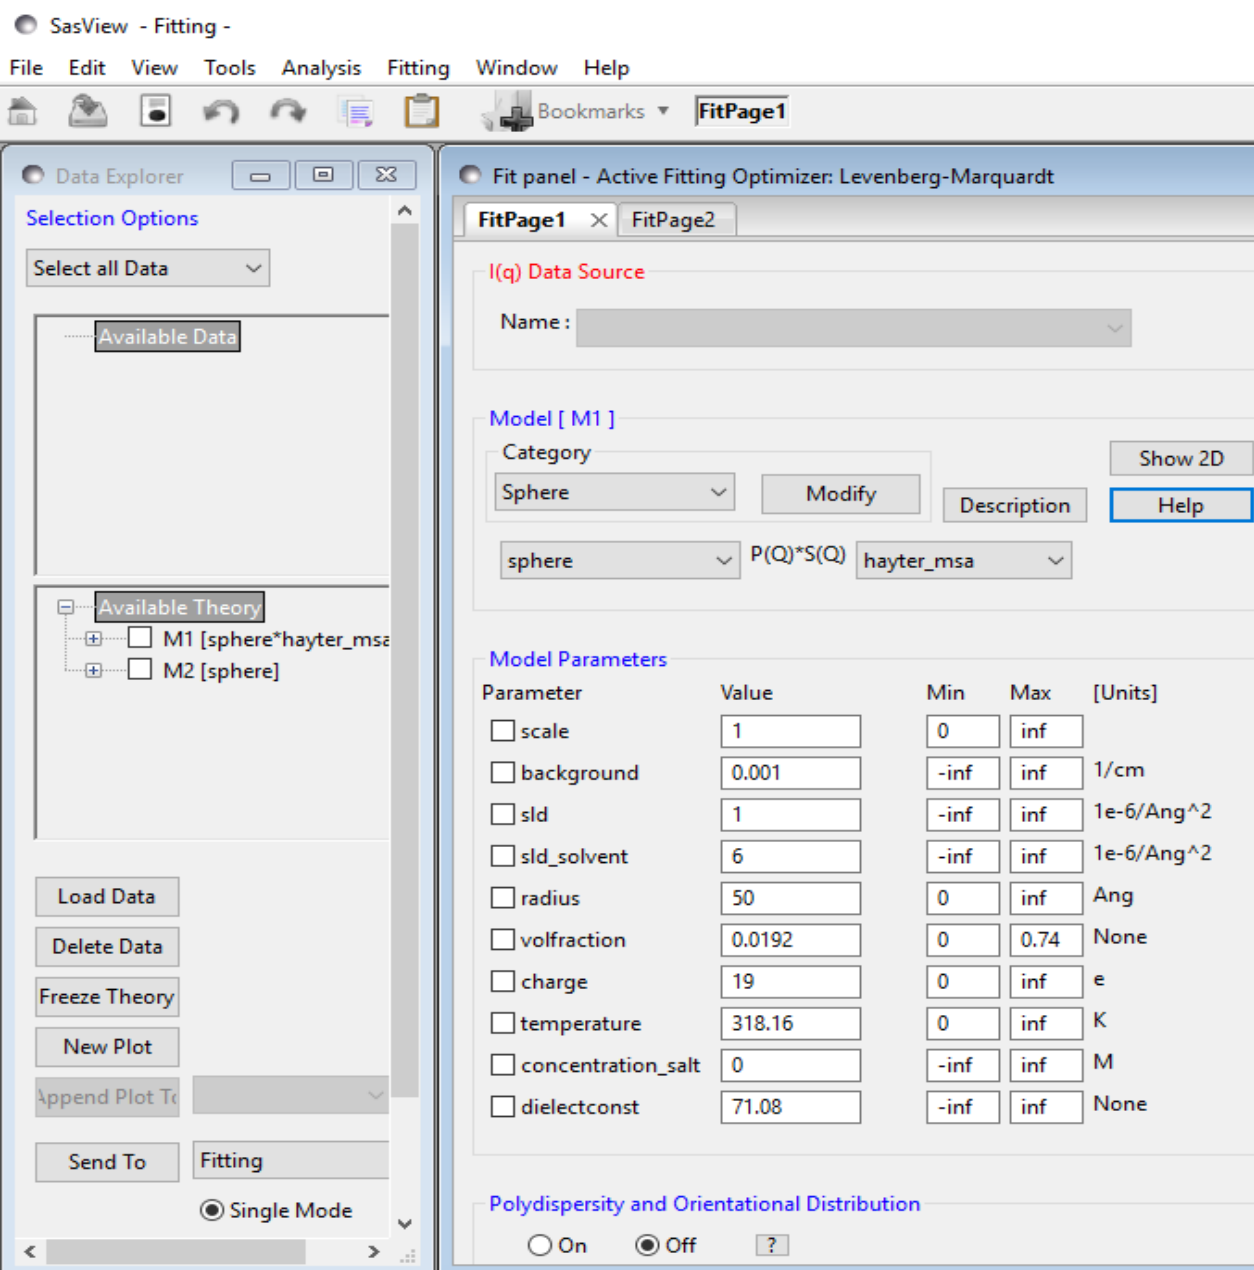 SasView - Fitting -
File Edit View Tools Analysis Fitting Window Help
Bookmarks FitPage1
Data Explorer
Selection Options
Select all Data
Available Data
Available Theory
M1 [sphere*hayter_msa
M2 [sphere]
Load Data
Delete Data
Freeze Theory
New Plot
Append Plot To
Send To Fitting
Single Mode
Fit panel - Active Fitting Optimizer: Levenberg-Marquardt
FitPage1 FitPage2
I(q) Data Source
Name :
Model [ M1 ]
Category
Show 2D
Sphere Modify Description Help
sphere P(Q)*S(Q) hayter_msa
Model Parameters
Parameter Value Min Max [Units]
scale 1 0 inf
background 0.001 -inf inf 1/cm
sld 1 -inf inf 1e-6/Ang^2
sld_solvent 6 -inf inf 1e-6/Ang^2
radius 50 0 inf Ang
volfraction 0.0192 0 0.74 None
charge 19 0 inf e
temperature 318.16 0 inf K
concentration_salt 0 -inf inf M
dielectconst 71.08 -inf inf None
Polydispersity and Orientational Distribution
On Off ?